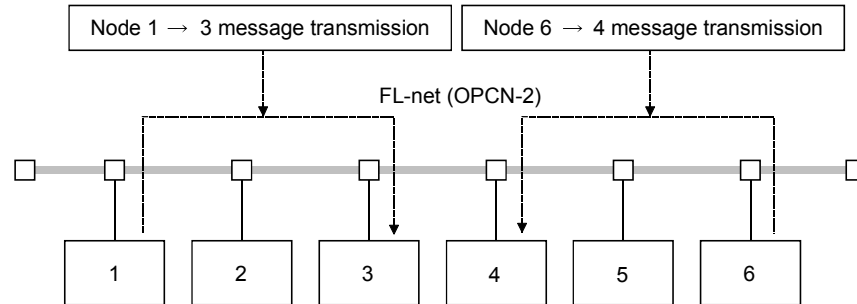 Node 1 → 3 message transmission
Node 6 → 4 message transmission
FL-net (OPCN-2)
1
2
3
4
5
6